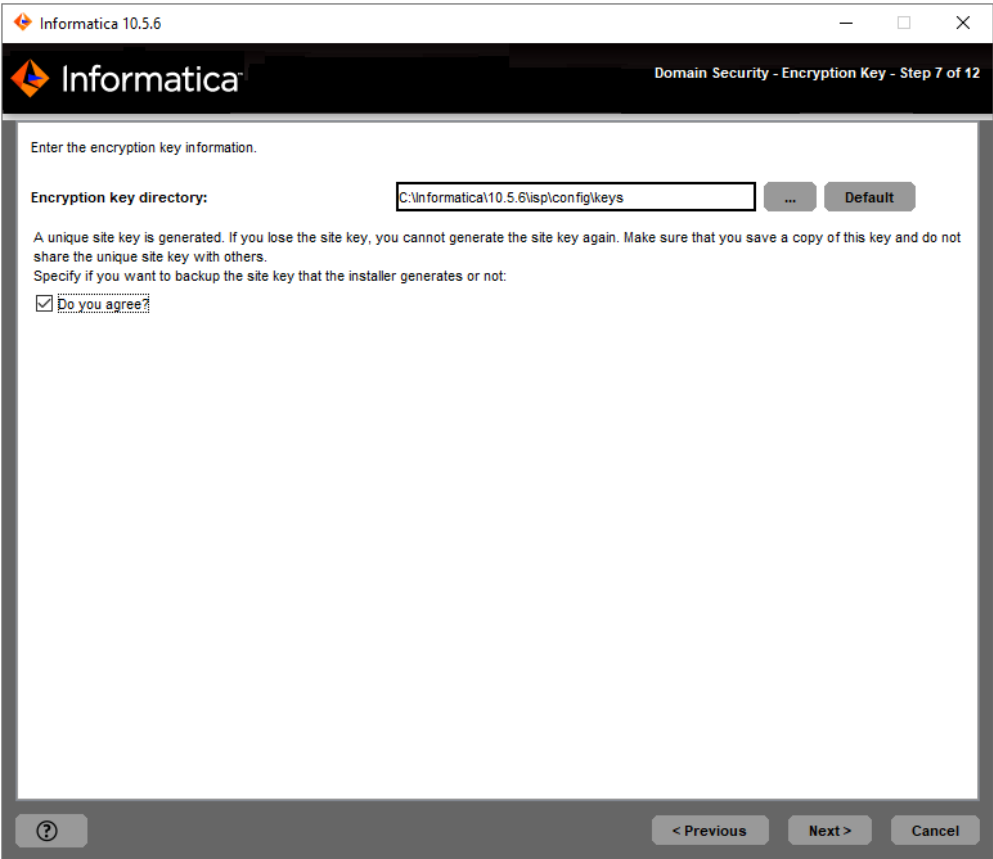 Informatica 10.5.6
Informatica
Domain Security - Encryption Key - Step 7 of 12
Enter the encryption key information.
Encryption key directory:
C:\Informatica\10.5.6\isp\config\keys
...
Default
A unique site key is generated. If you lose the site key, you cannot generate the site key again. Make sure that you save a copy of this key and do not
share the unique site key with others.
Specify if you want to backup the site key that the installer generates or not:
Do you agree?
?
< Previous
Next >
Cancel